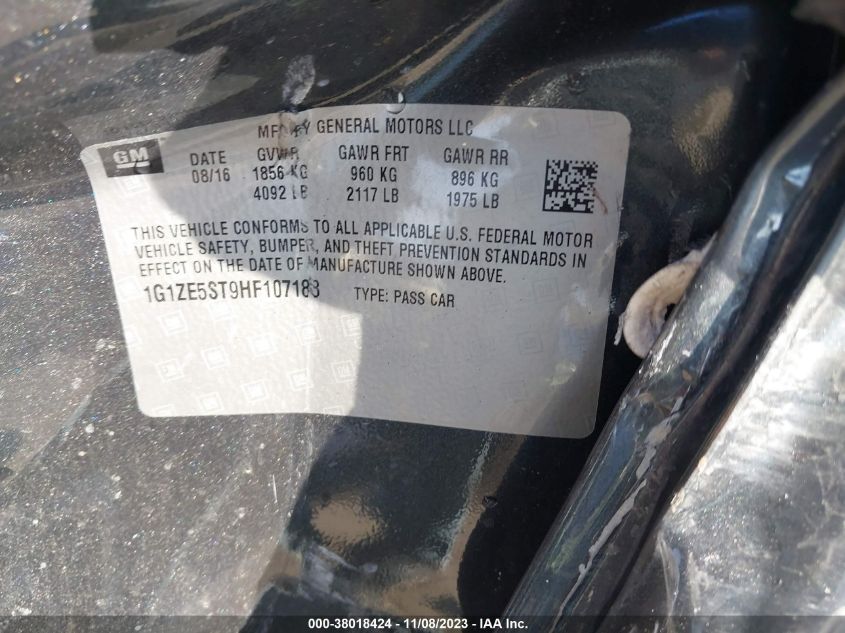 MFD BY GENERAL MOTORS LLC
GM
DATE GVWR GAWR FRT GAWR RR
08/16 1856 KG 960 KG 896 KG
4092 LB 2117 LB 1975 LB
THIS VEHICLE CONFORMS TO ALL APPLICABLE U.S. FEDERAL MOTOR
VEHICLE SAFETY, BUMPER, AND THEFT PREVENTION STANDARDS IN
EFFECT ON THE DATE OF MANUFACTURE SHOWN ABOVE.
1G1ZE5ST9HF107183 TYPE: PASS CAR
000-38018424 - 11/08/2023 - IAA, Inc.